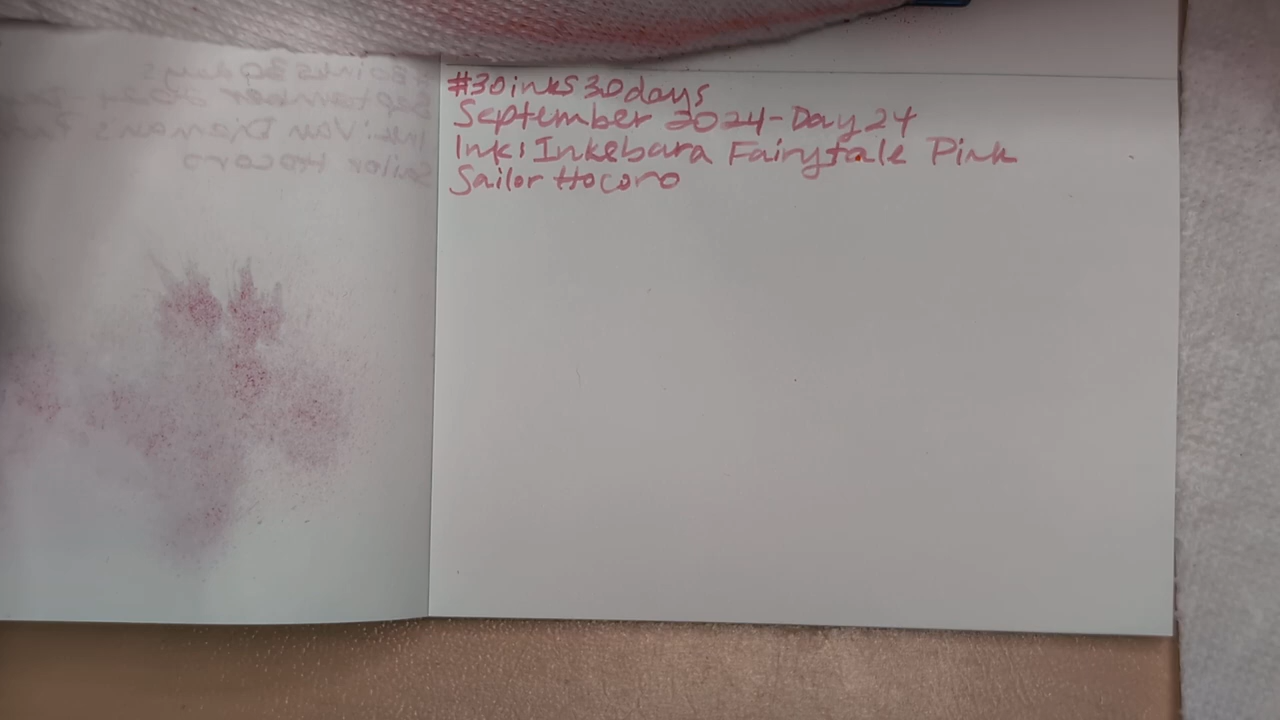 #30inks30days
September 2024-Day 24
Ink: Inkebara Fairytale Pink
Sailor Hocoro